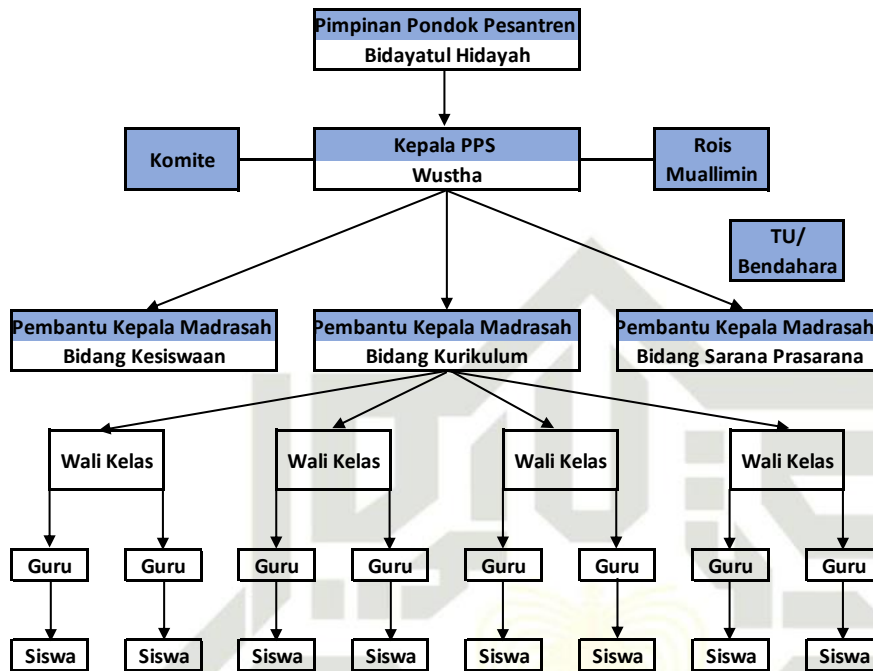 Pimpinan Pondok Pesantren
Bidayatul Hidayah
Komite
Kepala PPS
Wustha
Rois
Muallimin
TU/
Bendahara
Pembantu Kepala Madrasah
Bidang Kesiswaan
Pembantu Kepala Madrasah
Bidang Kurikulum
Pembantu Kepala Madrasah
Bidang Sarana Prasarana
Wali Kelas
Wali Kelas
Wali Kelas
Wali Kelas
Guru
Guru
Guru
Guru
Guru
Guru
Guru
Guru
Siswa
Siswa
Siswa
Siswa
Siswa
Siswa
Siswa
Siswa